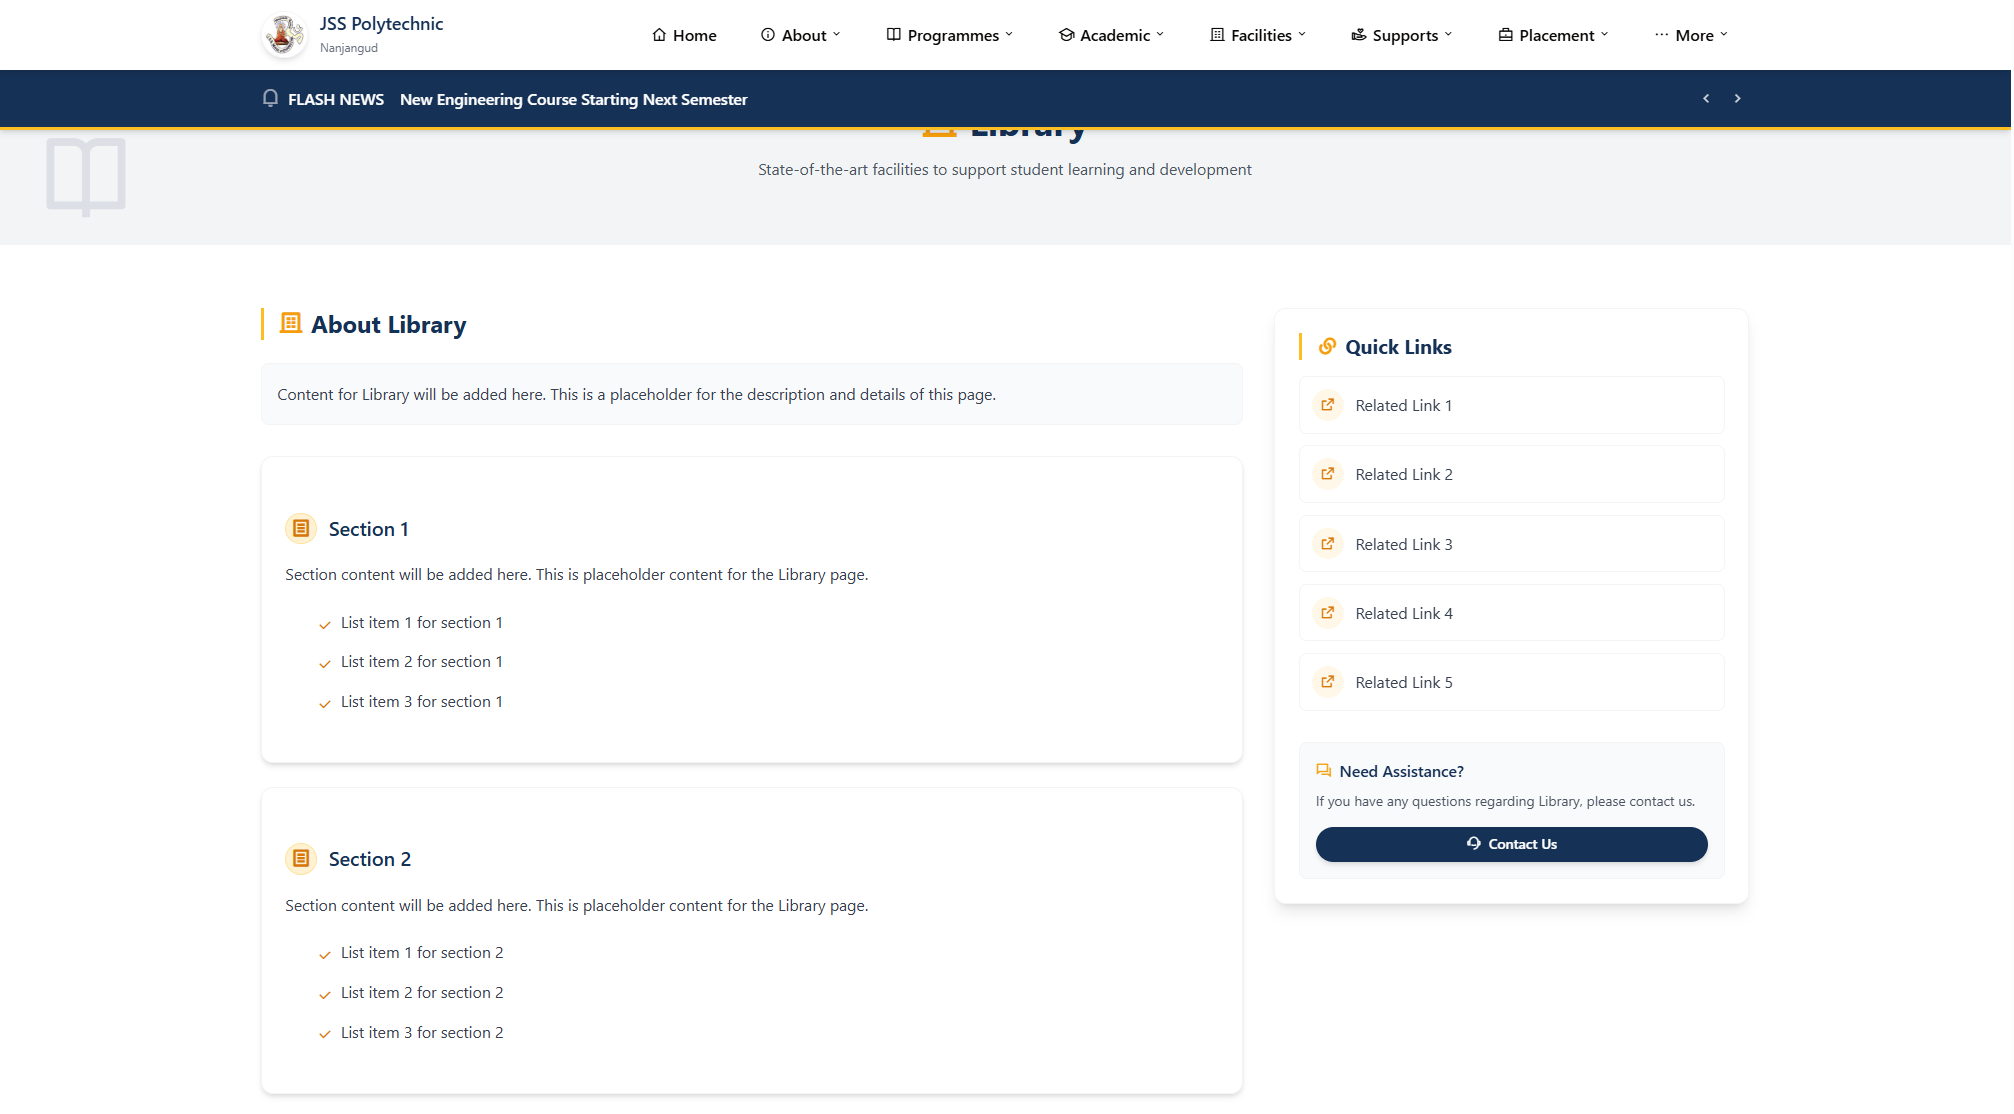 JSS Polytechnic
Nanjangud
Home
About
Programmes
Academic
Facilities
Supports
Placement
More
FLASH NEWS New Engineering Course Starting Next Semester
Library
State-of-the-art facilities to support student learning and development
About Library
Content for Library will be added here. This is a placeholder for the description and details of this page.
Section 1
Section content will be added here. This is placeholder content for the Library page.
List item 1 for section 1
List item 2 for section 1
List item 3 for section 1
Section 2
Section content will be added here. This is placeholder content for the Library page.
List item 1 for section 2
List item 2 for section 2
List item 3 for section 2
Quick Links
Related Link 1
Related Link 2
Related Link 3
Related Link 4
Related Link 5
Need Assistance?
If you have any questions regarding Library, please contact us.
Contact Us